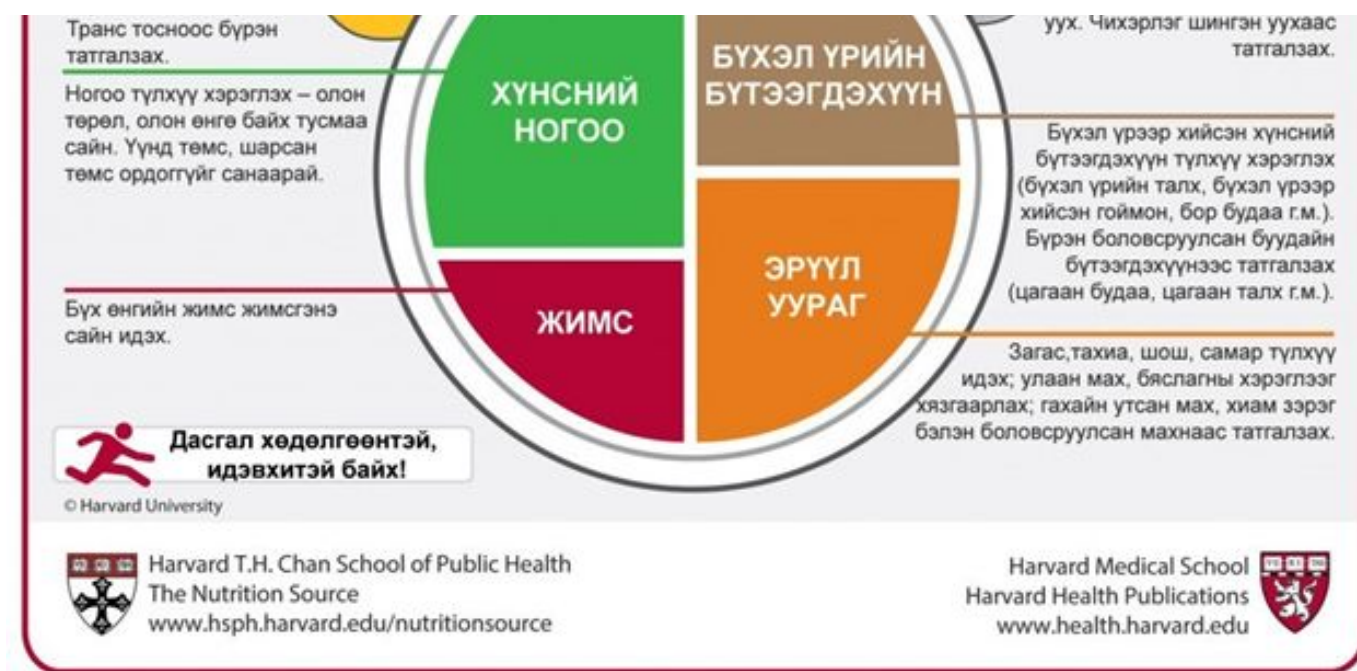 Транс тосноос бүрэн
татгалзах.
Ногоо түлхүү хэрэглэх – олон
төрөл, олон өнгө байх тусмаа
сайн. Үүнд төмс, шарсан
төмс ордоггүйг санаарай.
Бүх өнгийн жимс жимсгэнэ
сайн идэх.
ХҮНСНИЙ
НОГОО
ЖИМС
БҮХЭЛ ҮРИЙН
БҮТЭЭГДЭХҮҮН
ЭРҮҮЛ
УУРАГ
уух. Чихэрлэг шингэн уухаас
татгалзах.
Бүхэл үрээр хийсэн хүнсний
бүтээгдэхүүн түлхүү хэрэглэх
(бүхэл үрийн талх, бүхэл үрээр
хийсэн гоймон, бор будаа г.м.).
Бүрэн боловсруулсан буудайн
бүтээгдэхүүнээс татгалзах
(цагаан будаа, цагаан талх г.м.).
Загас,тахиа, шош, самар түлхүү
идэх; улаан мах, бяслагны хэрэглээг
хязгаарлах; гахайн утсан мах, хиам зэрэг
бэлэн боловсруулсан махнаас татгалзах.
Дасгал хөдөлгөөнтэй,
идэвхитэй байх!
© Harvard University
Harvard T.H. Chan School of Public Health
The Nutrition Source
www.hsph.harvard.edu/nutritionsource
Harvard Medical School
Harvard Health Publications
www.health.harvard.edu